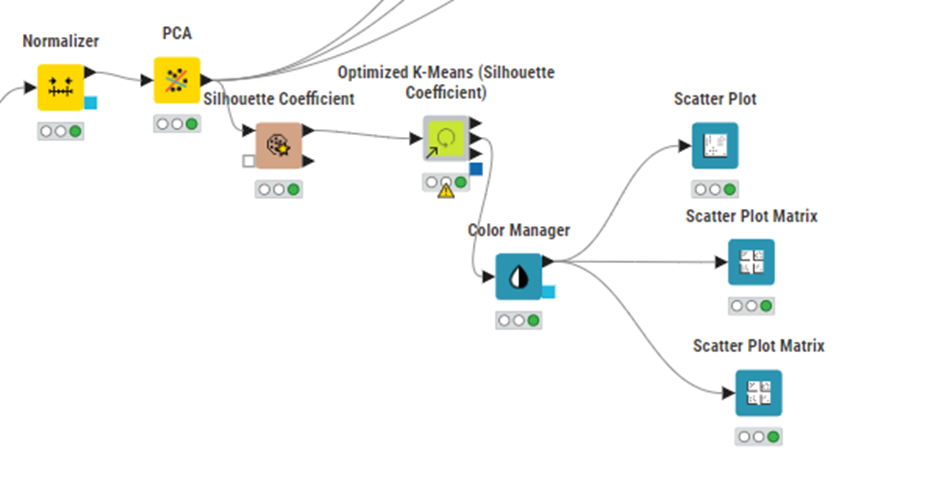 PCA
Normalizer
Optimized K-Means (Silhouette
Coefficient)
Silhouette Coefficient
Scatter Plot
Scatter Plot Matrix
Color Manager
Scatter Plot Matrix